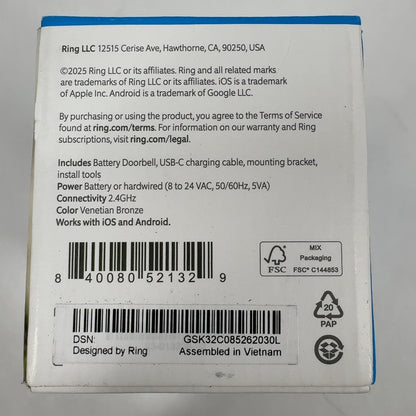 Ring LLC 12515 Cerise Ave, Hawthorne, CA, 90250, USA
©2025 Ring LLC or its affiliates. Ring and all related marks
are trademarks of Ring LLC or its affiliates. iOS is a trademark
of Apple Inc. Android is a trademark of Google LLC.
By purchasing or using the product, you agree to the Terms of Service
found at ring.com/terms. For information on our warranty and Ring
subscriptions, visit ring.com/legal.
Includes Battery Doorbell, USB-C charging cable, mounting bracket,
install tools
Power Battery or hardwired (8 to 24 VAC, 50/60Hz, 5VA)
Connectivity 2.4GHz
Color Venetian Bronze
Works with iOS and Android.
8 40080 52132 9
FSC
MIX
Packaging
FSC® C144853
20
PAP
DSN: GSK32C085262030L
Designed by Ring Assembled in Vietnam